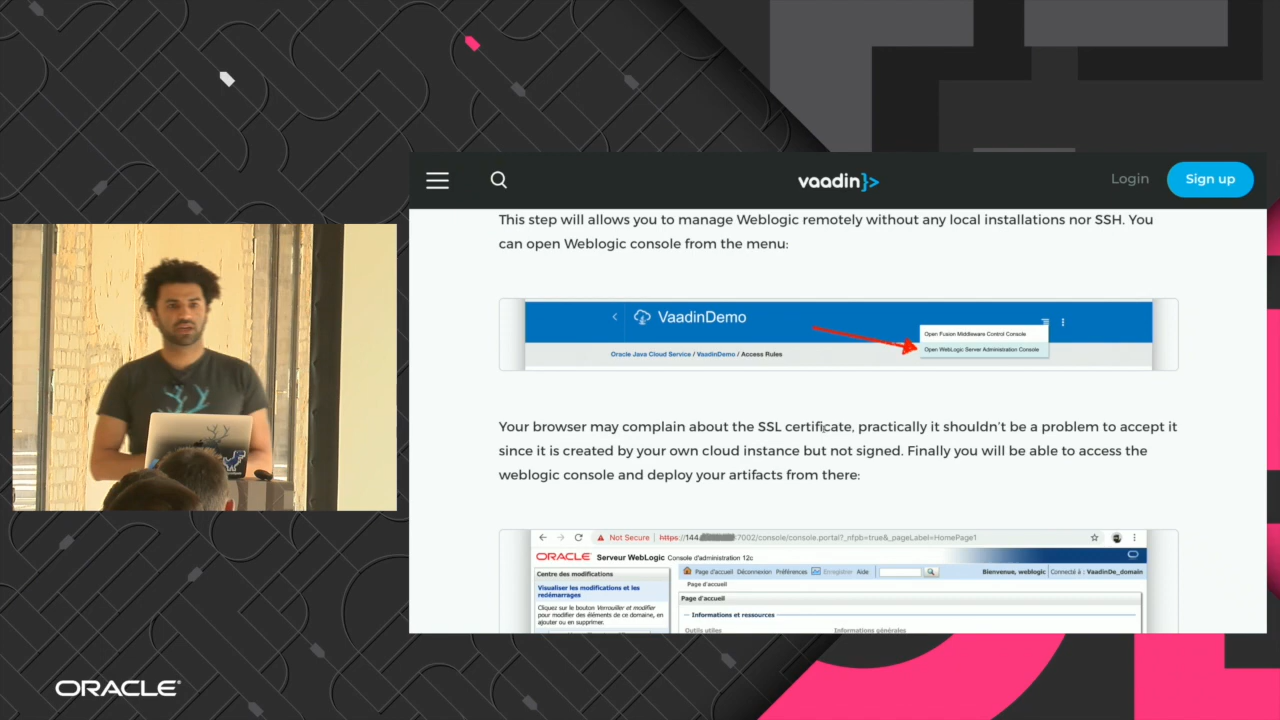 vaadin}>
Login
Sign up
This step will allows you to manage Weblogic remotely without any local installations nor SSH. You
can open Weblogic console from the menu:
VaadinDemo
Open Fusion Middleware Control Console
Open WebLogic Server Administration Console
Oracle Java Cloud Service / VaadinDemo / Access Rules
Your browser may complain about the SSL certificate, practically it shouldn't be a problem to accept it
since it is created by your own cloud instance but not signed. Finally you will be able to access the
weblogic console and deploy your artifacts from there:
Not Secure
https://144. :7002/console/console.portal?_nfpb=true&_pageLabel=HomePage1
ORACLE Serveur WebLogic Console d'administration 12c
Centre des modifications
Visualiser les modifications et les
redémarrages
Cliquez sur le bouton Verrouiller et modifier
pour modifier des éléments de ce domaine, en
ajouter ou en supprimer.
Page d'accueil Déconnexion Préférences Enregistrer Aide
Bienvenue, weblogic
Connecté à : VaadinDe_domain
Page d'accueil
Page d'accueil
Informations et ressources
Outils utiles
Informations générales
ORACLE